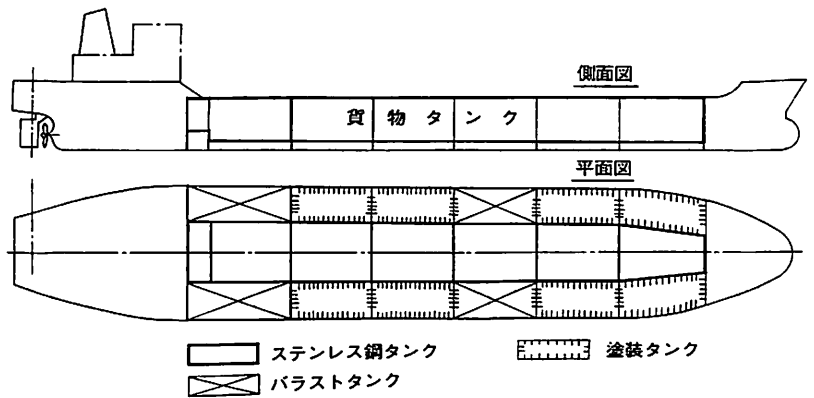 側面図
貨物タンク
平面図
ステンレス鋼タンク
塗装タンク
バラストタンク